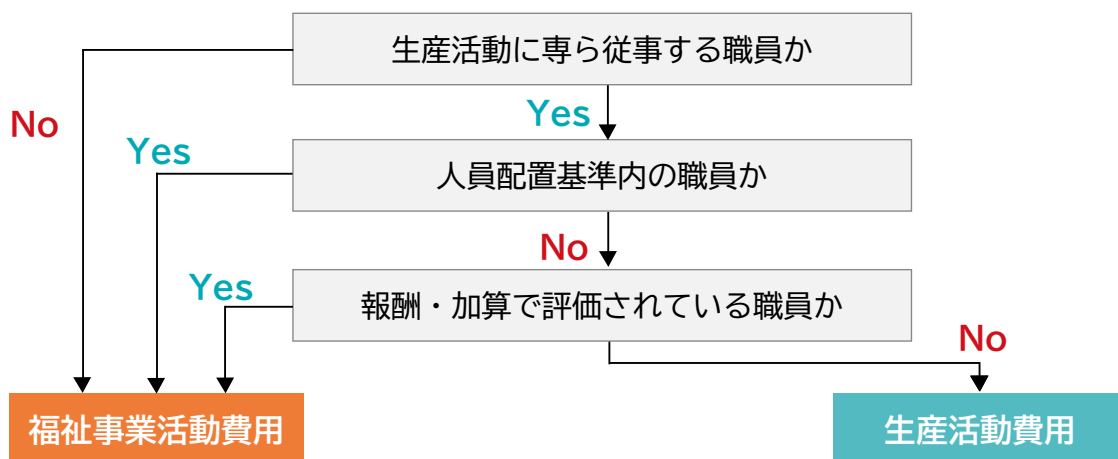 生産活動に専ら従事する職員か
No
Yes
Yes
人員配置基準内の職員か
No
Yes
報酬・加算で評価されている職員か
No
福祉事業活動費用
生産活動費用